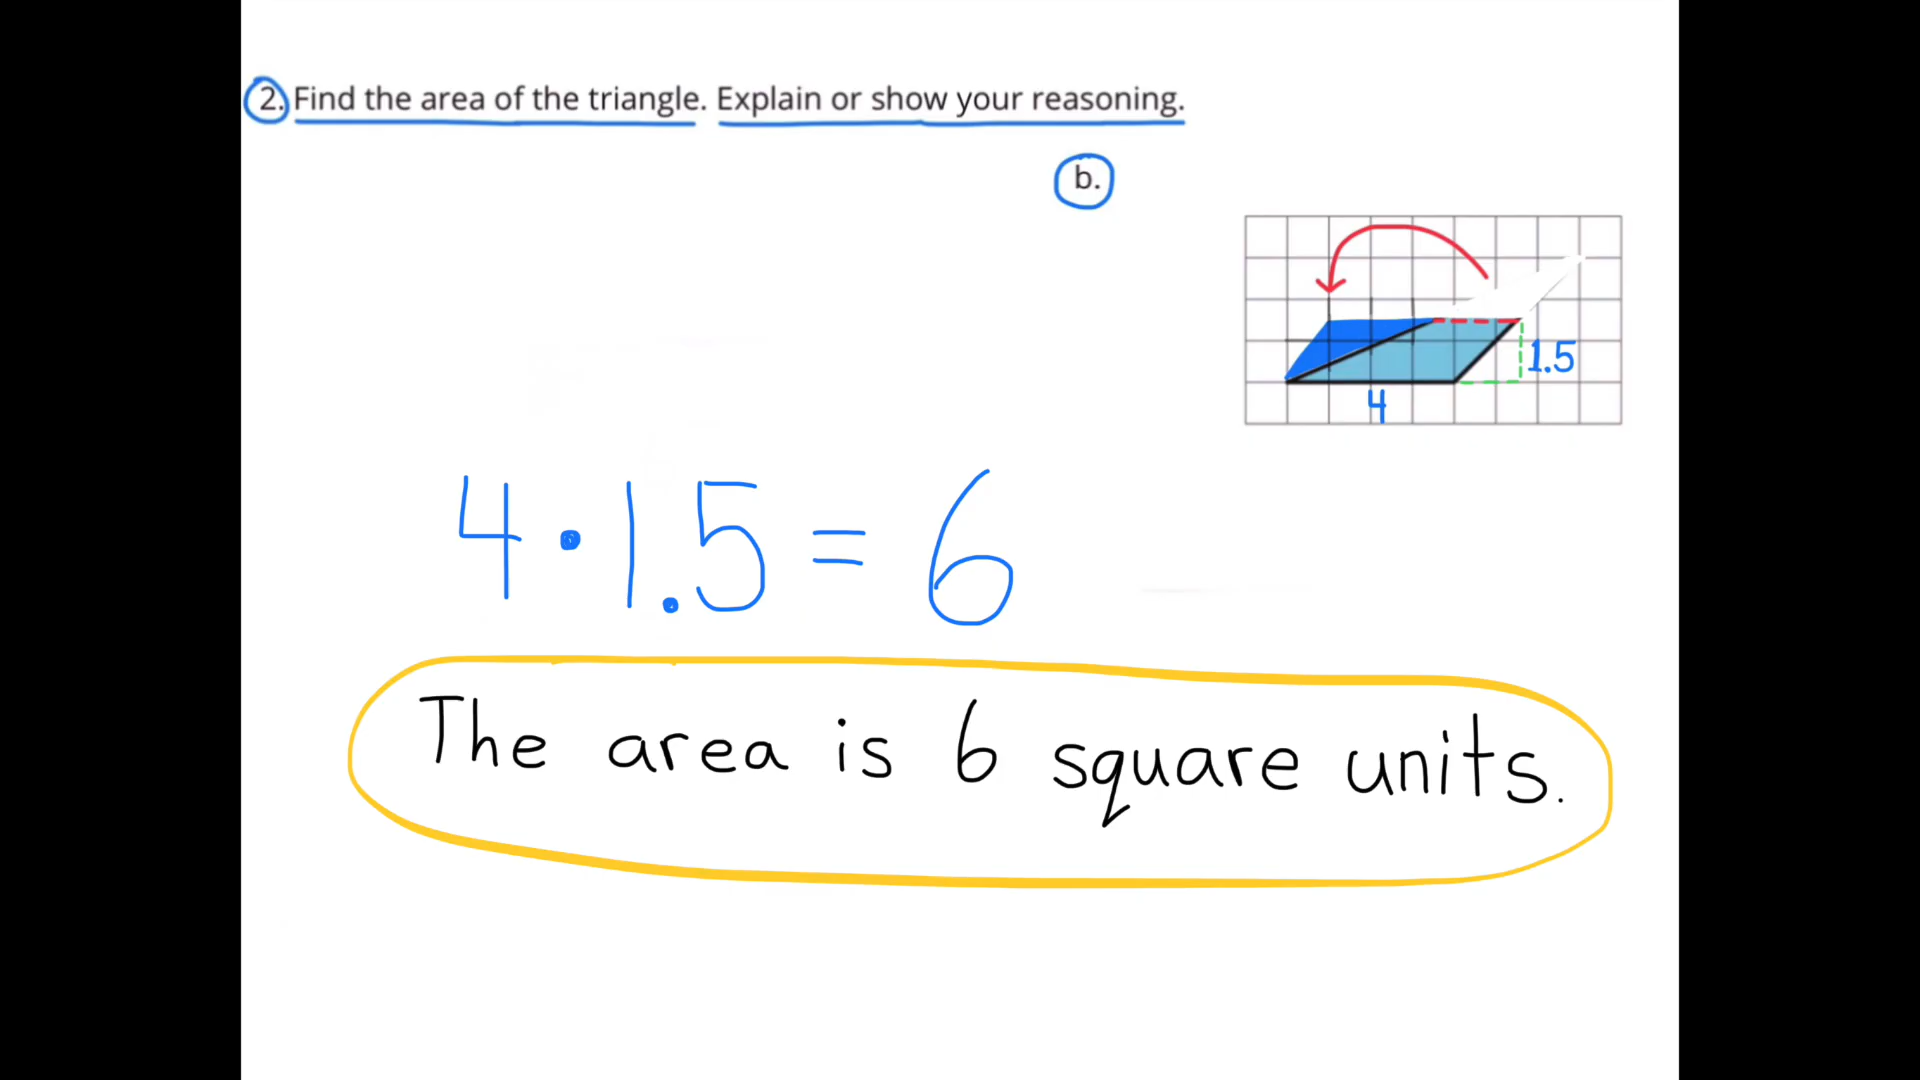 2. Find the area of the triangle. Explain or show your reasoning.
b.
1.5
4
4 · 1.5 = 6
The area is 6 square units.